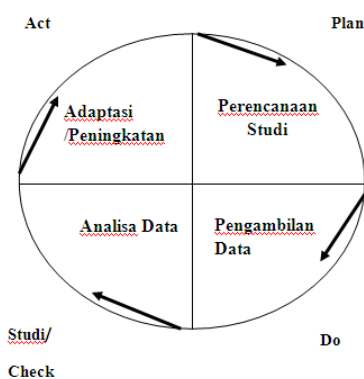 Act
Plan
Adaptasi
/Peningkatan
Perencanaan
Studi
Analisa Data
Pengambilan
Data
Studi/
Check
Do